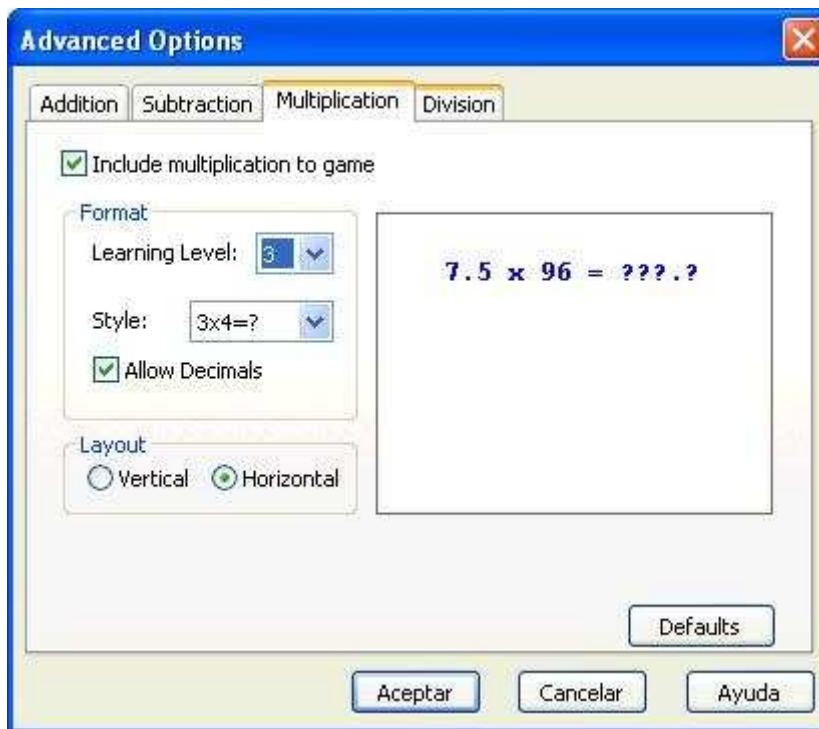 Advanced Options
Addition Subtraction Multiplication Division
Include multiplication to game
Format
Learning Level: 3
Style: 3x4=?
Allow Decimals
7.5 x 96 = ???.?
Layout
Vertical Horizontal
Defaults
Aceptar Cancelar Ayuda